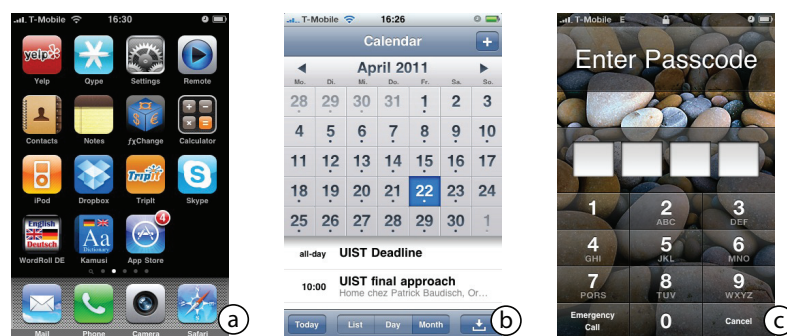 T-Mobile 16:30
yelp
Yelp Qype Settings Remote
Contacts Notes ƒxChange Calculator
TripIt
iPod Dropbox TripIt Skype
English
Deutsch
Aa
Dictionary
4
WordRoll DE Kamusi App Store
Mail Phone Camera Safari
a
T-Mobile 16:26
Calendar +
April 2011
Mo. Di. Mi. Do. Fr. Sa. So.
28 29 30 31 1 2 3
4 5 6 7 8 9 10
11 12 13 14 15 16 17
18 19 20 21 22 23 24
25 26 27 28 29 30 1
all-day UIST Deadline
10:00 UIST final approach
Home chez Patrick Baudisch, Or...
Today List Day Month
b
T-Mobile E
Enter Passcode
1 2 3
ABC DEF
4 5 6
GHI JKL MNO
7 8 9
PQRS TUV WXYZ
Emergency
Call 0 Cancel
c